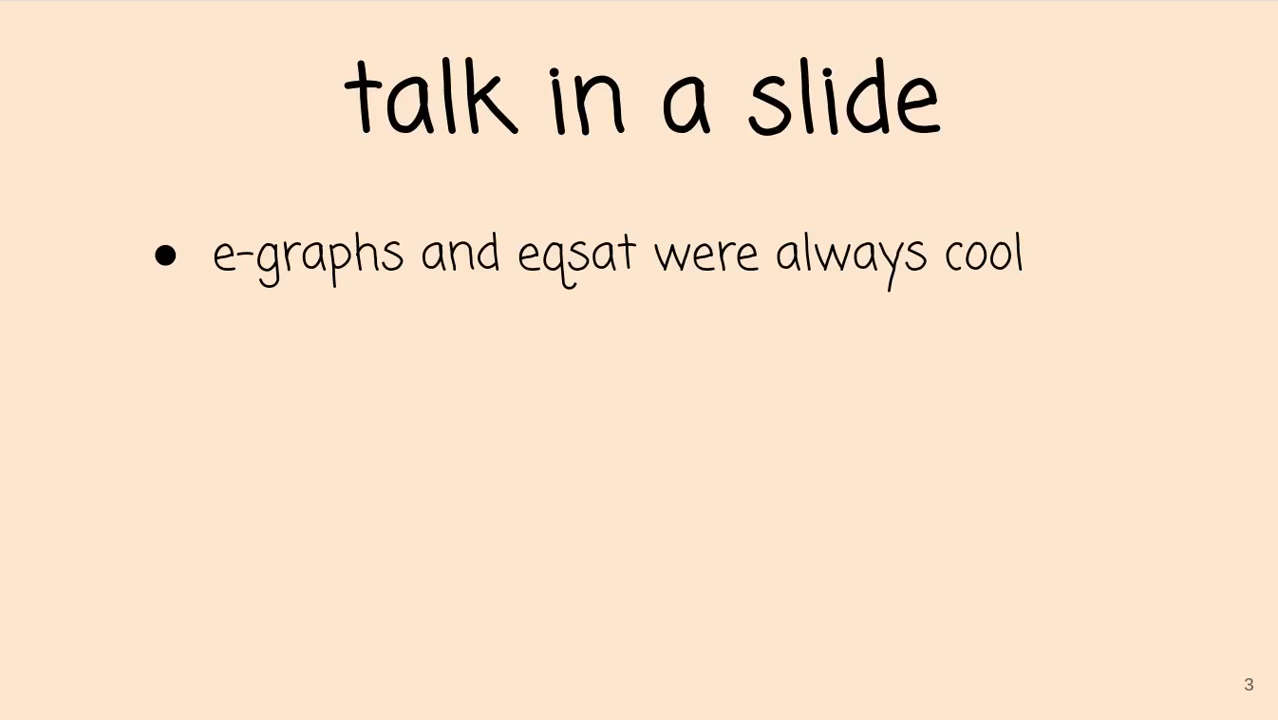 talk in a slide
● e-graphs and eqsat were always cool
3